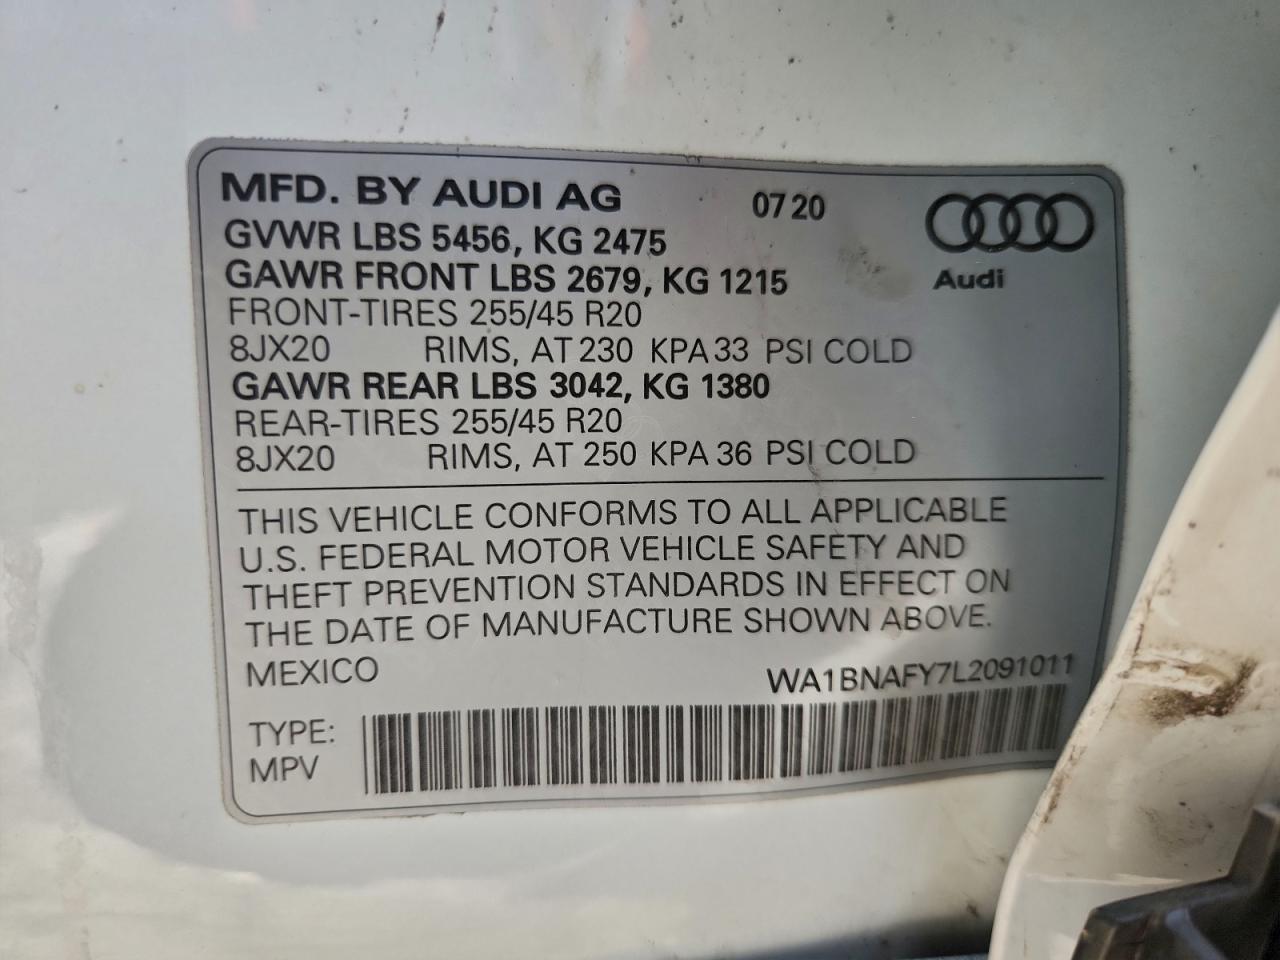 MFD. BY AUDI AG 07 20
GVWR LBS 5456, KG 2475
GAWR FRONT LBS 2679, KG 1215
Audi
FRONT-TIRES 255/45 R20
8JX20 RIMS, AT 230 KPA 33 PSI COLD
GAWR REAR LBS 3042, KG 1380
REAR-TIRES 255/45 R20
8JX20 RIMS, AT 250 KPA 36 PSI COLD
THIS VEHICLE CONFORMS TO ALL APPLICABLE
U.S. FEDERAL MOTOR VEHICLE SAFETY AND
THEFT PREVENTION STANDARDS IN EFFECT ON
THE DATE OF MANUFACTURE SHOWN ABOVE.
MEXICO WA1BNAFY7L2091011
TYPE:
MPV